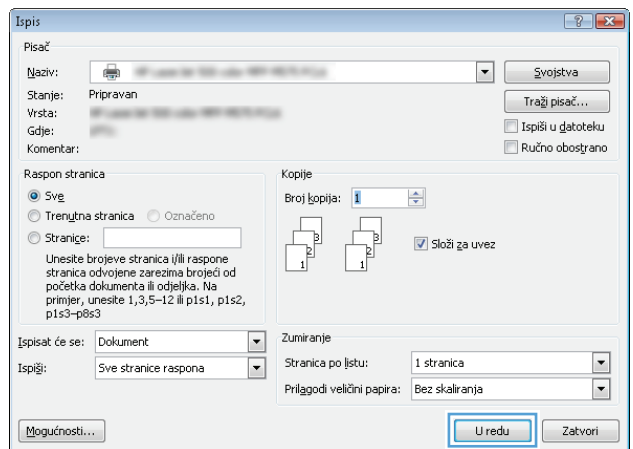 Ispis
Pisač
Naziv:
Svojstva
Stanje: Pripravan
Traži pisač...
Vrsta:
Gdje:
Ispiši u datoteku
Komentar:
Ručno obostrano
Raspon stranica
Sve
Trenutna stranica Označeno
Stranice:
Unesite brojeve stranica i/ili raspone
stranica odvojene zarezima brojeći od
početka dokumenta ili odjeljka. Na
primjer, unesite 1,3,5–12 ili p1s1, p1s2,
p1s3–p8s3
Kopije
Broj kopija: 1
3 3
2 2
1 1
Složi za uvez
Ispisat će se: Dokument
Ispiši: Sve stranice raspona
Zumiranje
Stranica po listu: 1 stranica
Prilagodi veličini papira: Bez skaliranja
Mogućnosti...
U redu
Zatvori